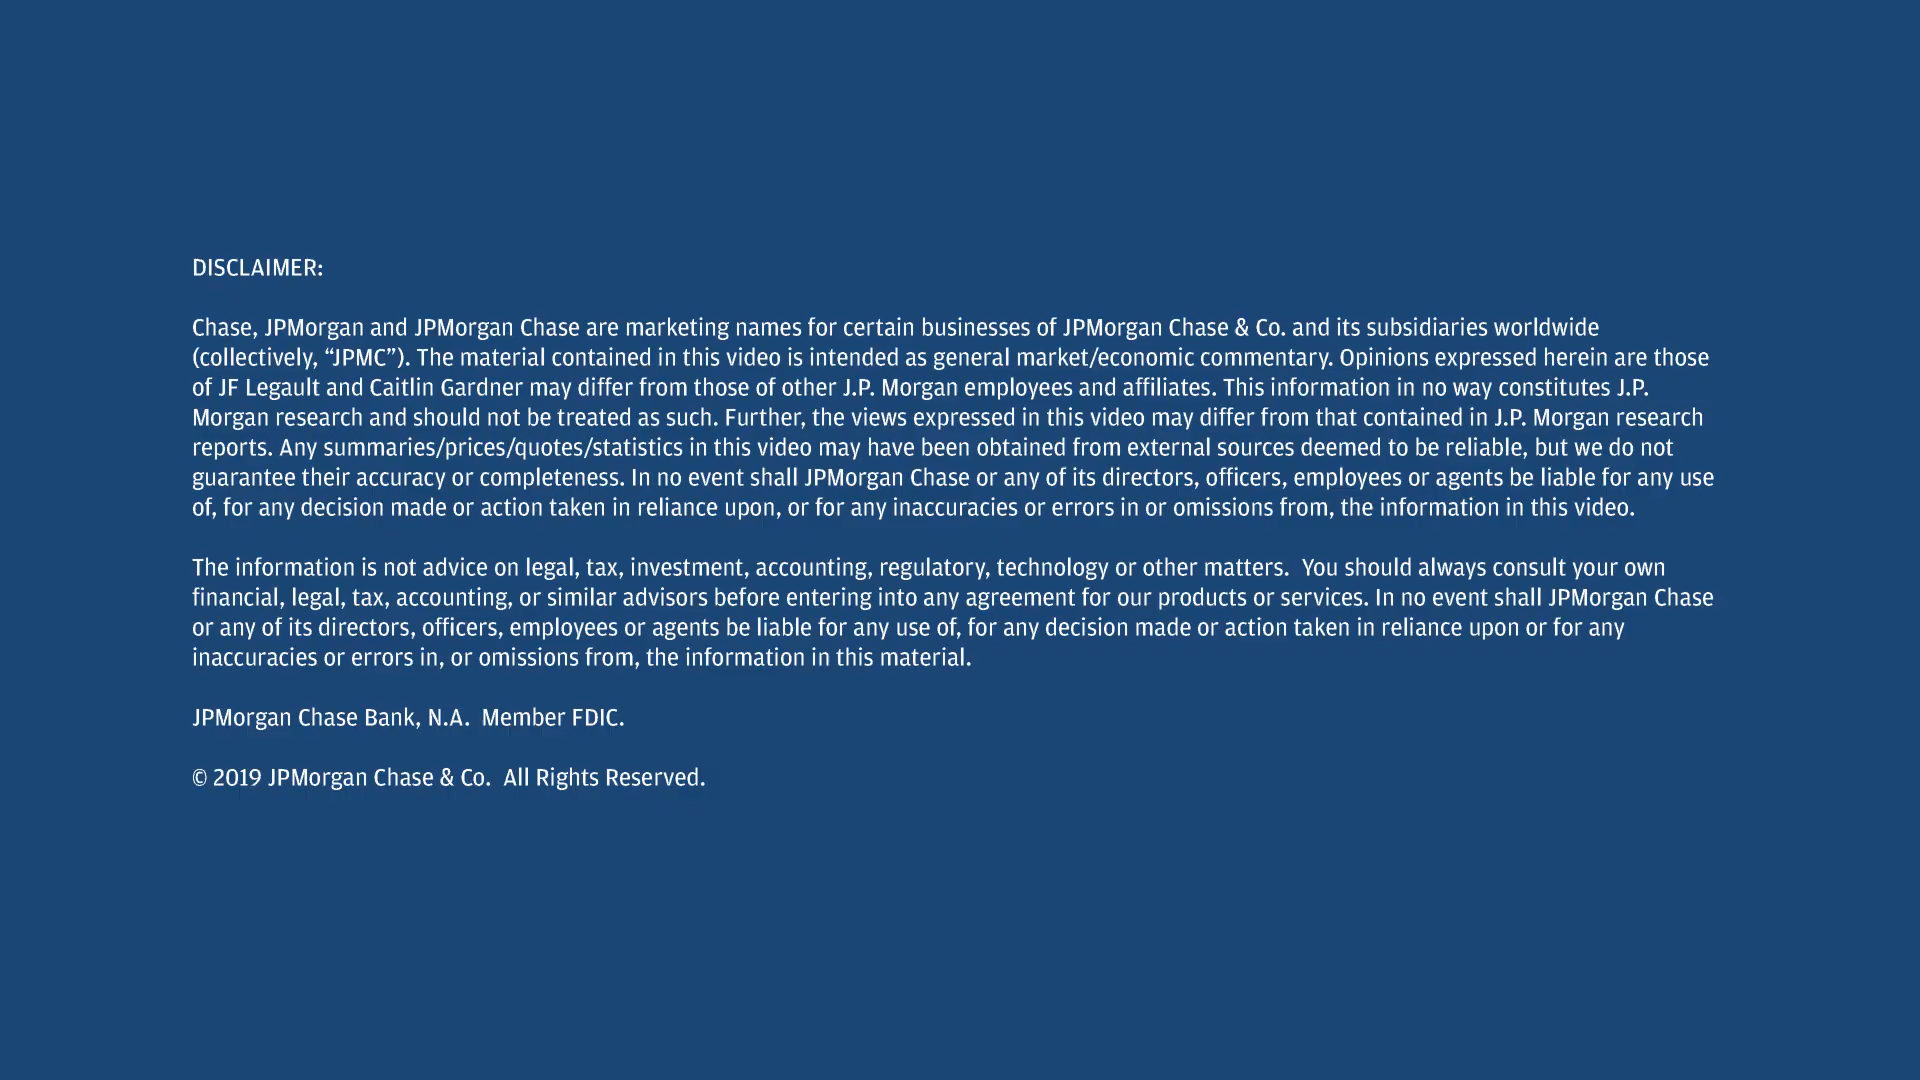 DISCLAIMER:
Chase, JPMorgan and JPMorgan Chase are marketing names for certain businesses of JPMorgan Chase & Co. and its subsidiaries worldwide
(collectively, “JPMC”). The material contained in this video is intended as general market/economic commentary. Opinions expressed herein are those
of JF Legault and Caitlin Gardner may differ from those of other J.P. Morgan employees and affiliates. This information in no way constitutes J.P.
Morgan research and should not be treated as such. Further, the views expressed in this video may differ from that contained in J.P. Morgan research
reports. Any summaries/prices/quotes/statistics in this video may have been obtained from external sources deemed to be reliable, but we do not
guarantee their accuracy or completeness. In no event shall JPMorgan Chase or any of its directors, officers, employees or agents be liable for any use
of, for any decision made or action taken in reliance upon, or for any inaccuracies or errors in or omissions from, the information in this video.
The information is not advice on legal, tax, investment, accounting, regulatory, technology or other matters.  You should always consult your own
financial, legal, tax, accounting, or similar advisors before entering into any agreement for our products or services. In no event shall JPMorgan Chase
or any of its directors, officers, employees or agents be liable for any use of, for any decision made or action taken in reliance upon or for any
inaccuracies or errors in, or omissions from, the information in this material.
JPMorgan Chase Bank, N.A.  Member FDIC.
© 2019 JPMorgan Chase & Co.  All Rights Reserved.